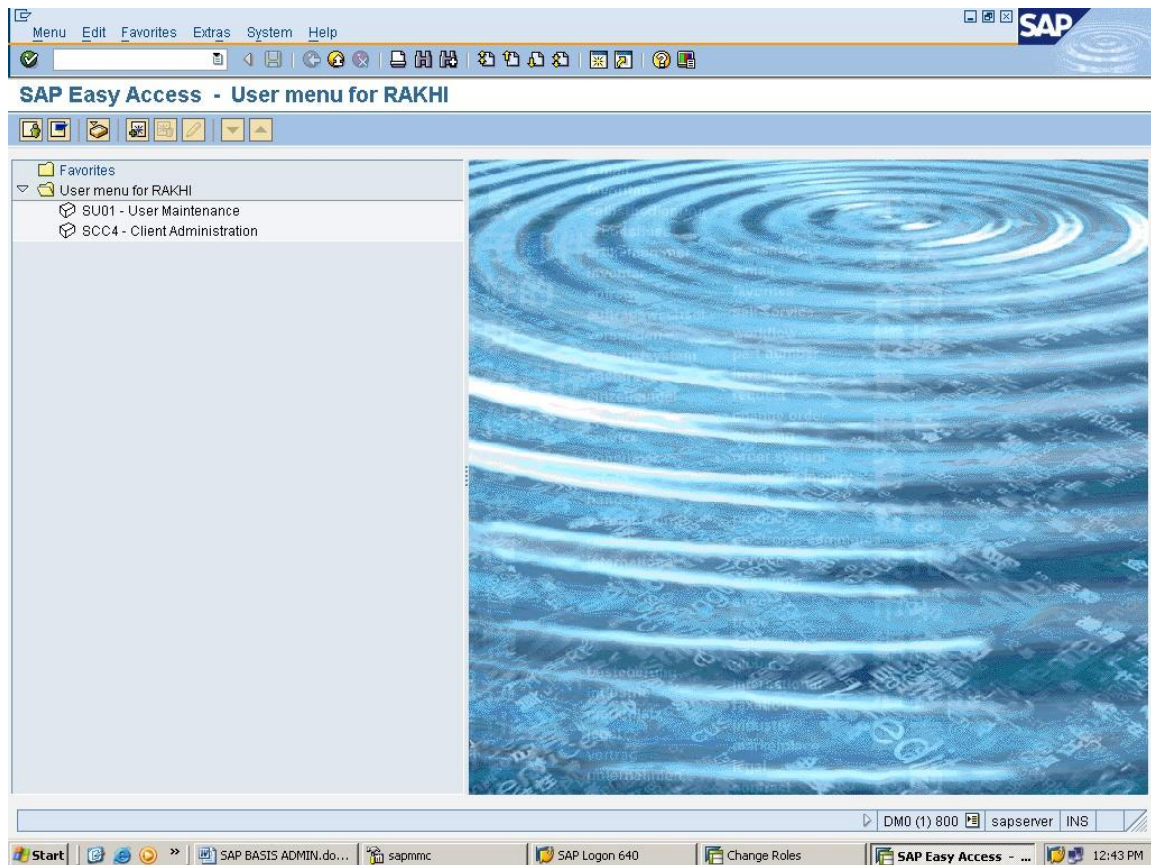 Menu Edit Favorites Extras System Help
SAP
SAP Easy Access - User menu for RAKHI
Favorites
User menu for RAKHI
SU01 - User Maintenance
SCC4 - Client Administration
DM0 (1) 800 sapserver INS
Start » SAP BASIS ADMIN.do... sapmmc SAP Logon 640 Change Roles SAP Easy Access - ... 12:43 PM